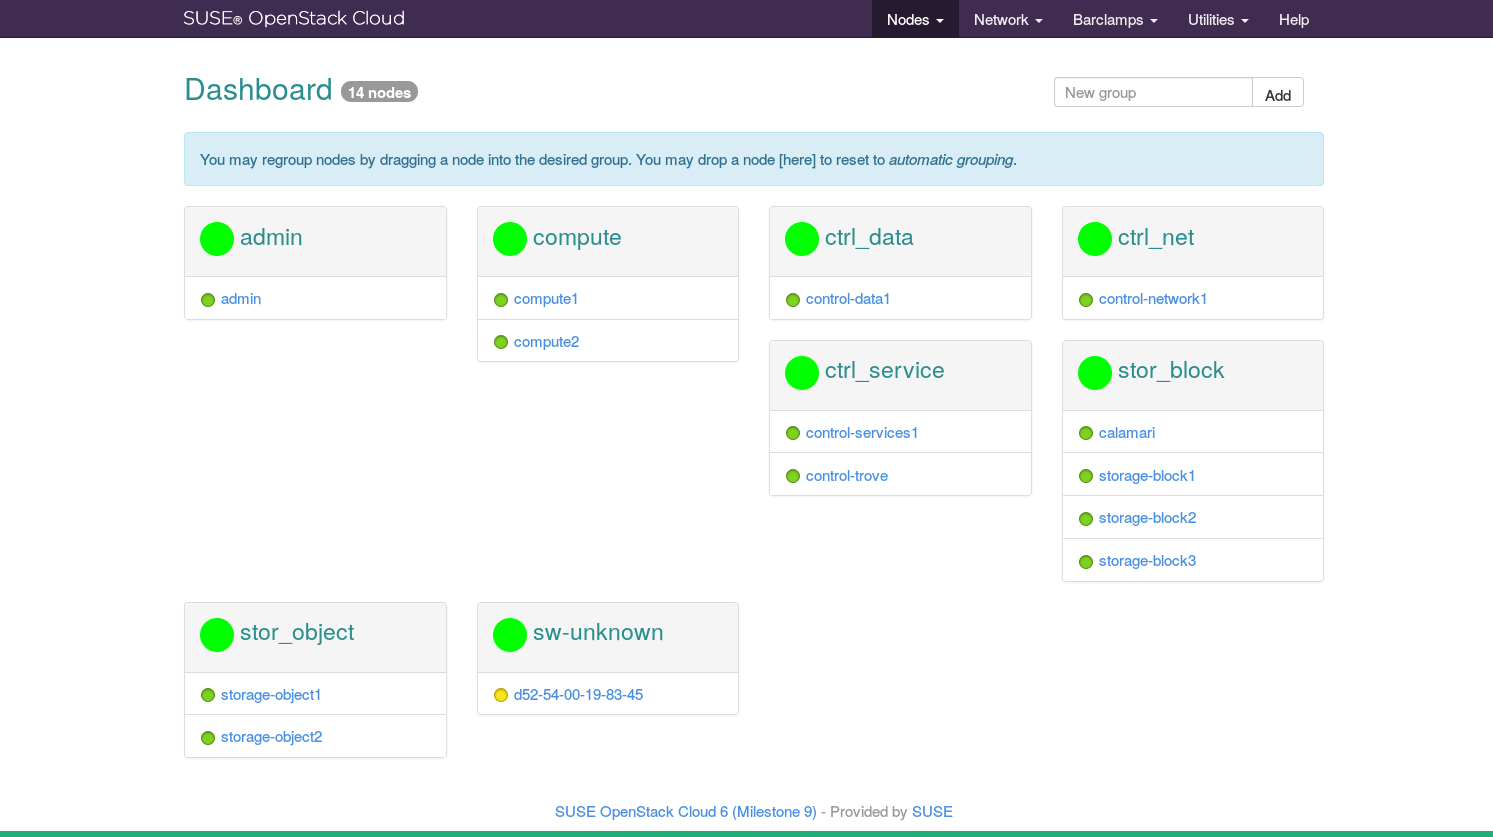 SUSE® OpenStack Cloud
Nodes
Network
Barclamps
Utilities
Help
Dashboard 14 nodes
New group
Add
You may regroup nodes by dragging a node into the desired group. You may drop a node [here] to reset to automatic grouping.
admin
admin
compute
compute1
compute2
ctrl_data
control-data1
ctrl_net
control-network1
ctrl_service
control-services1
control-trove
stor_block
calamari
storage-block1
storage-block2
storage-block3
stor_object
storage-object1
storage-object2
sw-unknown
d52-54-00-19-83-45
SUSE OpenStack Cloud 6 (Milestone 9) - Provided by SUSE